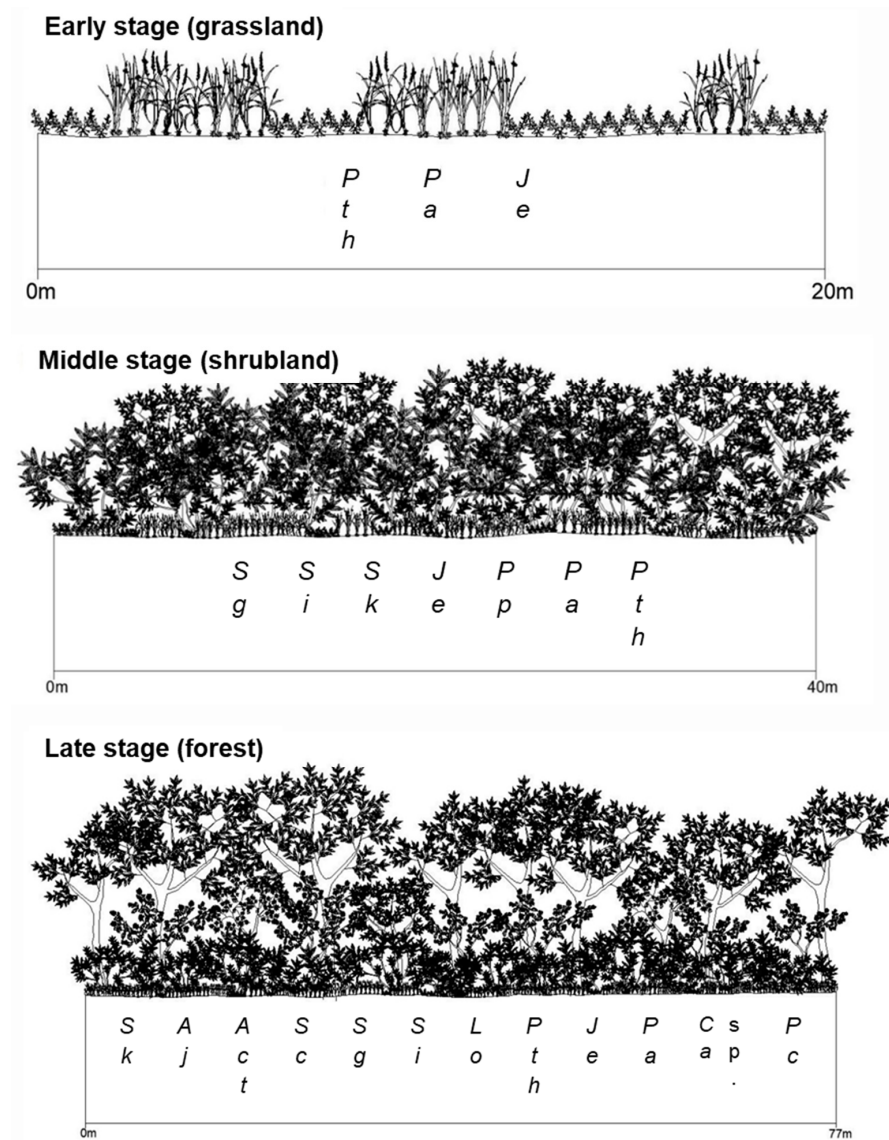 Early stage (grassland)
P P J
t a e
h
0m 20m
Middle stage (shrubland)
S S S J P P P
g i k e p a t
h
0m 40m
Late stage (forest)
S A A S S S L P J P C s P
k j c c g i o t e a a p c
t h .
0m 77m